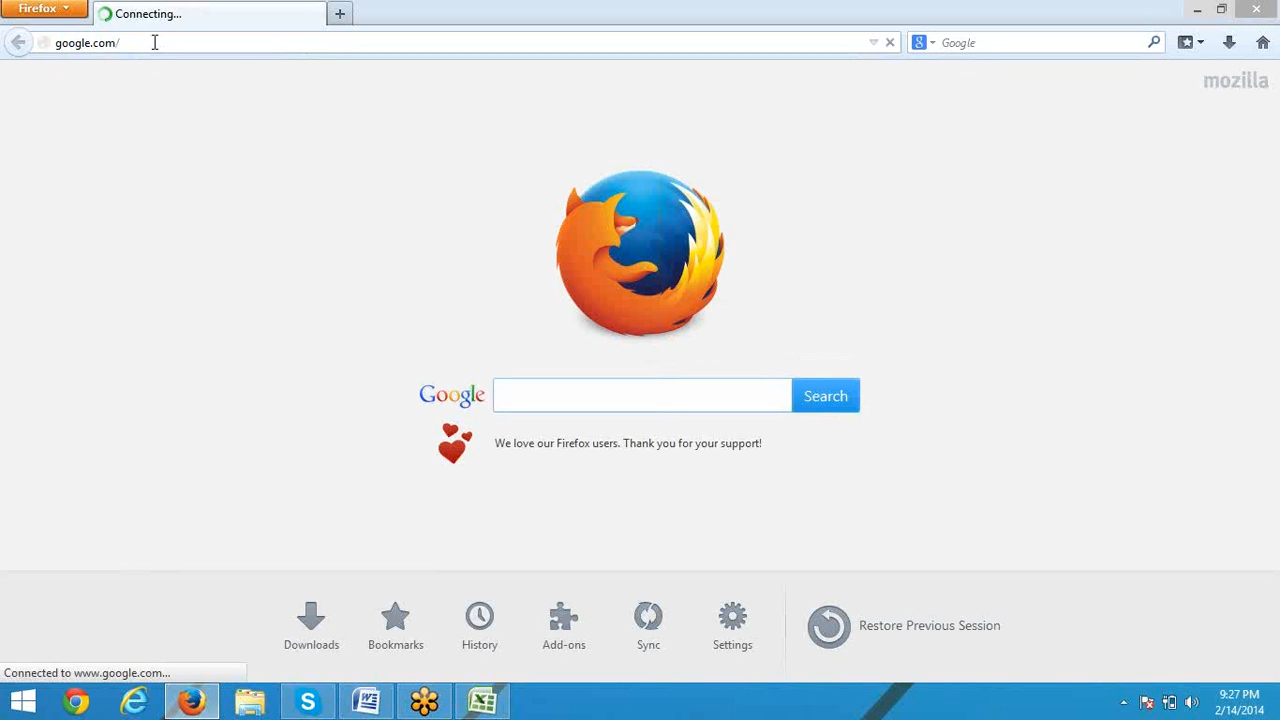 Firefox
Connecting...
google.com/
Google
mozilla
Google
Search
We love our Firefox users. Thank you for your support!
Downloads
Bookmarks
History
Add-ons
Sync
Settings
Restore Previous Session
Connected to www.google.com...
9:27 PM
2/14/2014